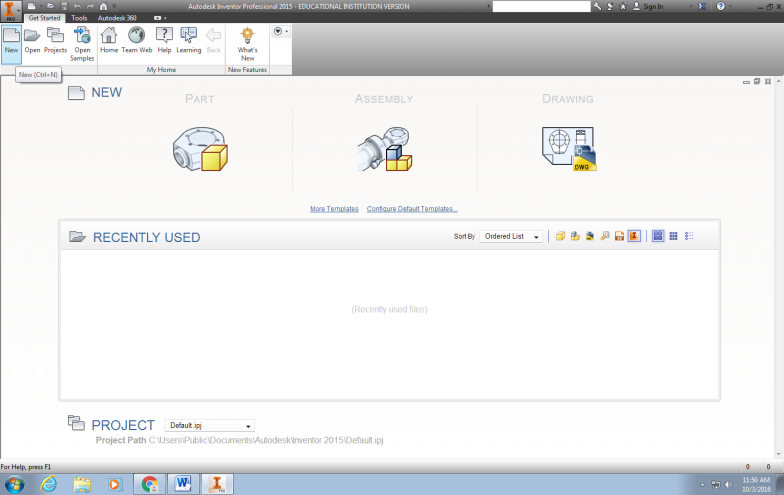 Autodesk Inventor Professional 2015 - EDUCATIONAL INSTITUTION VERSION
Sign In
PRO
Get Started Tools Autodesk 360
New Open Projects Open Samples Home Team Web Help Learning Back What's New
My Home New Features
New (Ctrl+N)
NEW
PART ASSEMBLY DRAWING
DWG
More Templates Configure Default Templates...
RECENTLY USED
Sort By Ordered List
(Recently used files)
PROJECT Default.ipj
Project Path C:\Users\Public\Documents\Autodesk\Inventor 2015\Default.ipj
For Help, press F1
0 0
11:50 AM
10/3/2016